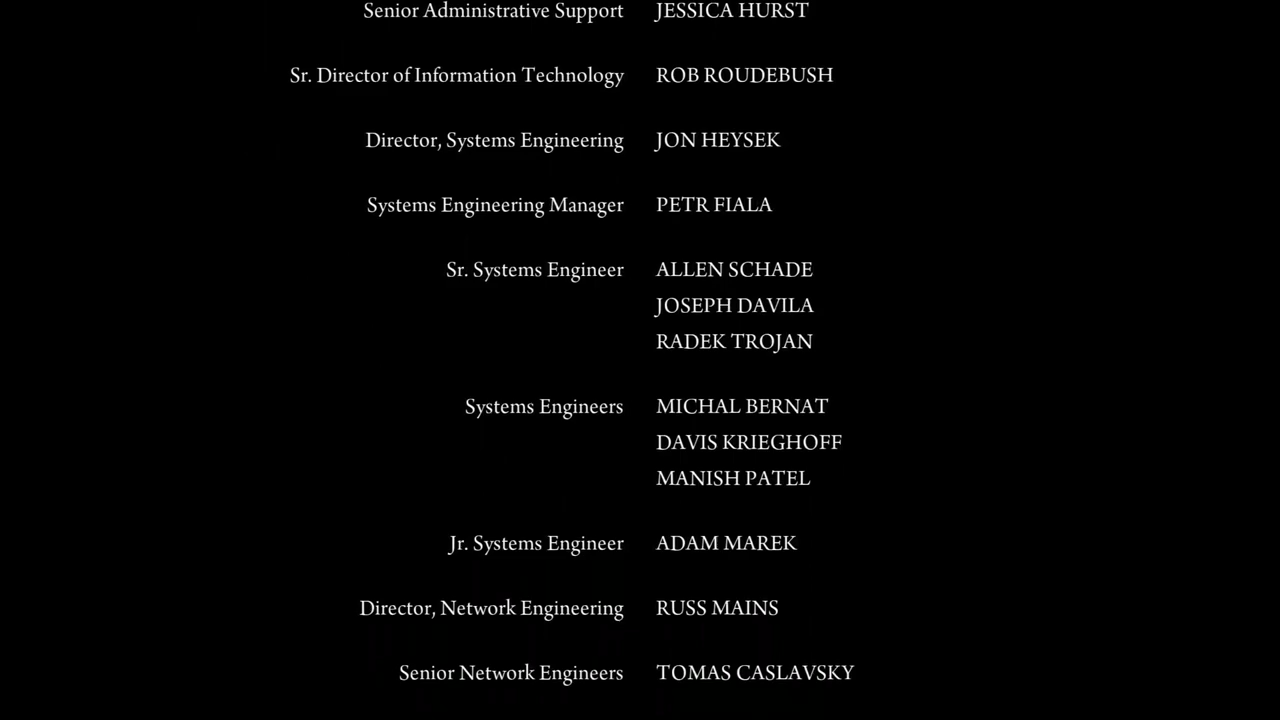 Senior Administrative Support JESSICA HURST
Sr. Director of Information Technology ROB ROUDEBUSH
Director, Systems Engineering JON HEYSEK
Systems Engineering Manager PETR FIALA
Sr. Systems Engineer ALLEN SCHADE
JOSEPH DAVILA
RADEK TROJAN
Systems Engineers MICHAL BERNAT
DAVIS KRIEGHOFF
MANISH PATEL
Jr. Systems Engineer ADAM MAREK
Director, Network Engineering RUSS MAINS
Senior Network Engineers TOMAS CASLAVSKY